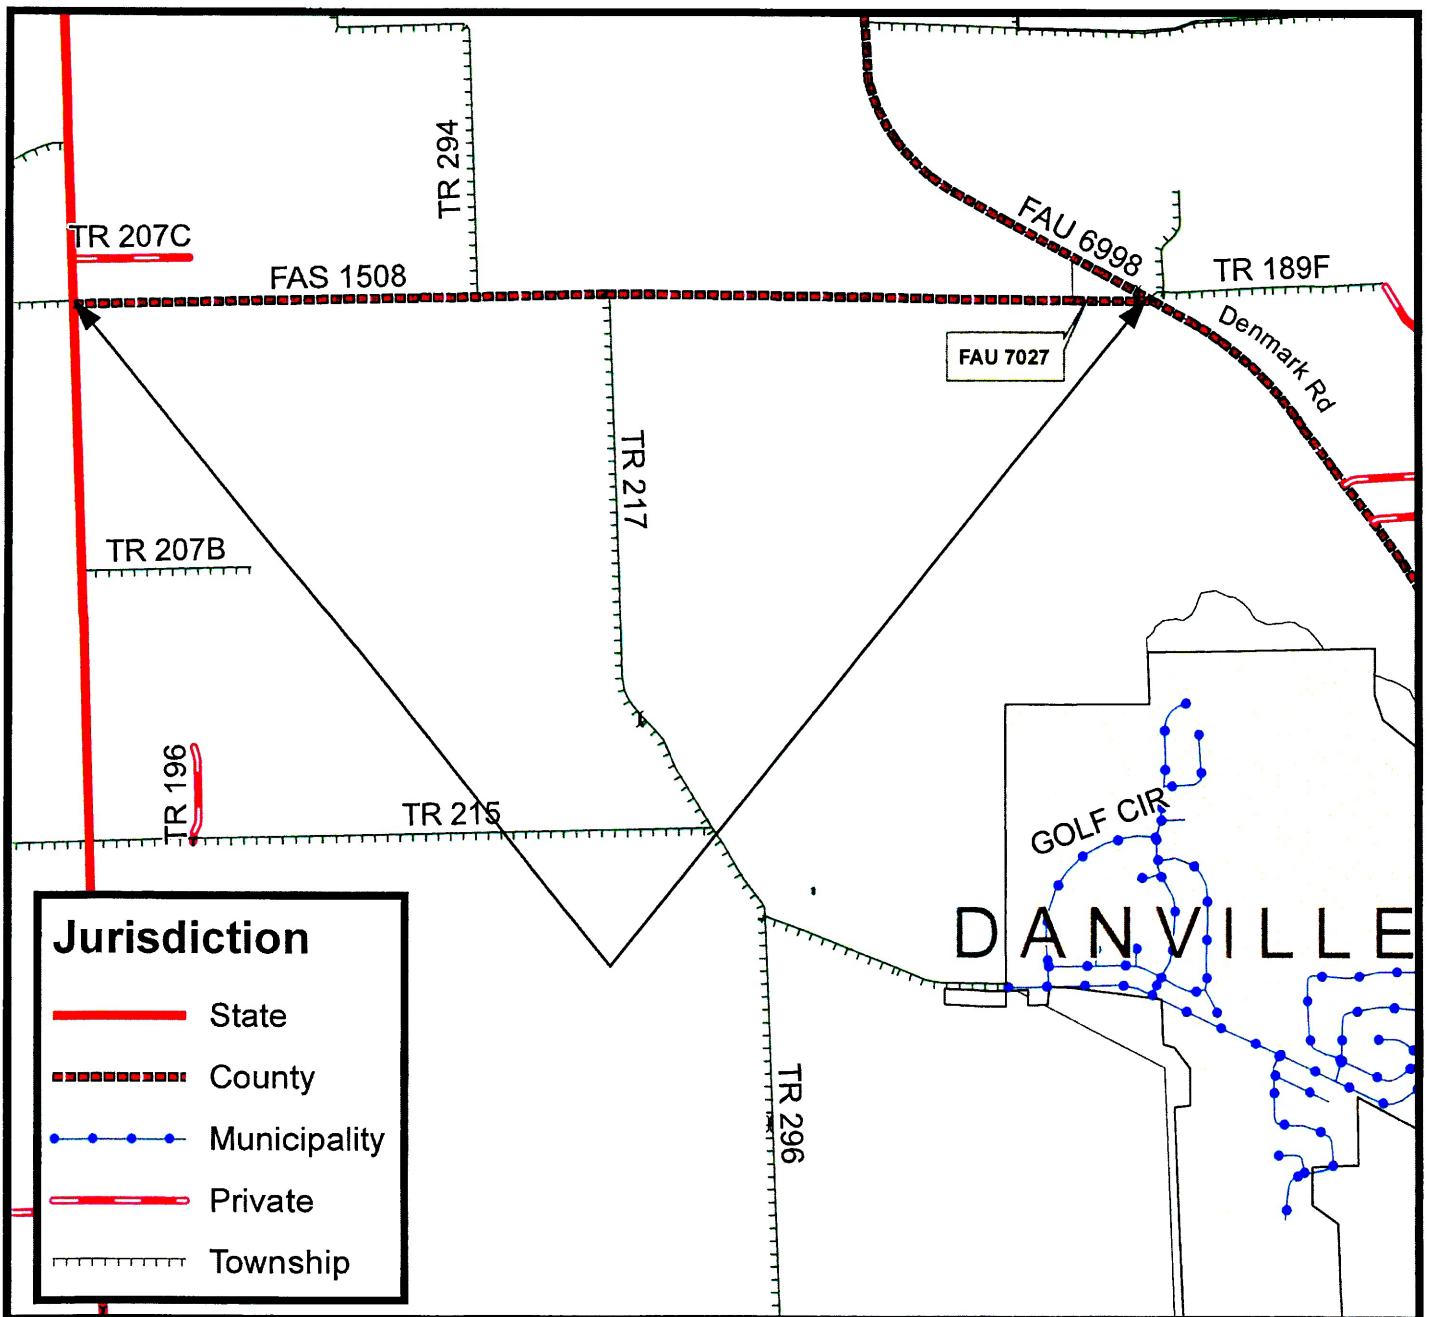 TR 294
FAU 6998
TR 207C
FAS 1508
TR 189F
Denmark Rd
FAU 7027
TR 217
TR 207B
TR 196
TR 215
GOLF CIR
DANVILLE
Jurisdiction
State
County
Municipality
Private
Township
TR 296